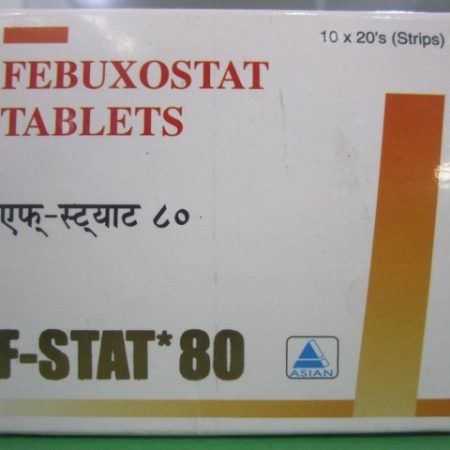 10 x 20's (Strips)
FEBUXOSTAT
TABLETS
एफ्-स्ट्याट ८०
F-STAT* 80
ASIAN